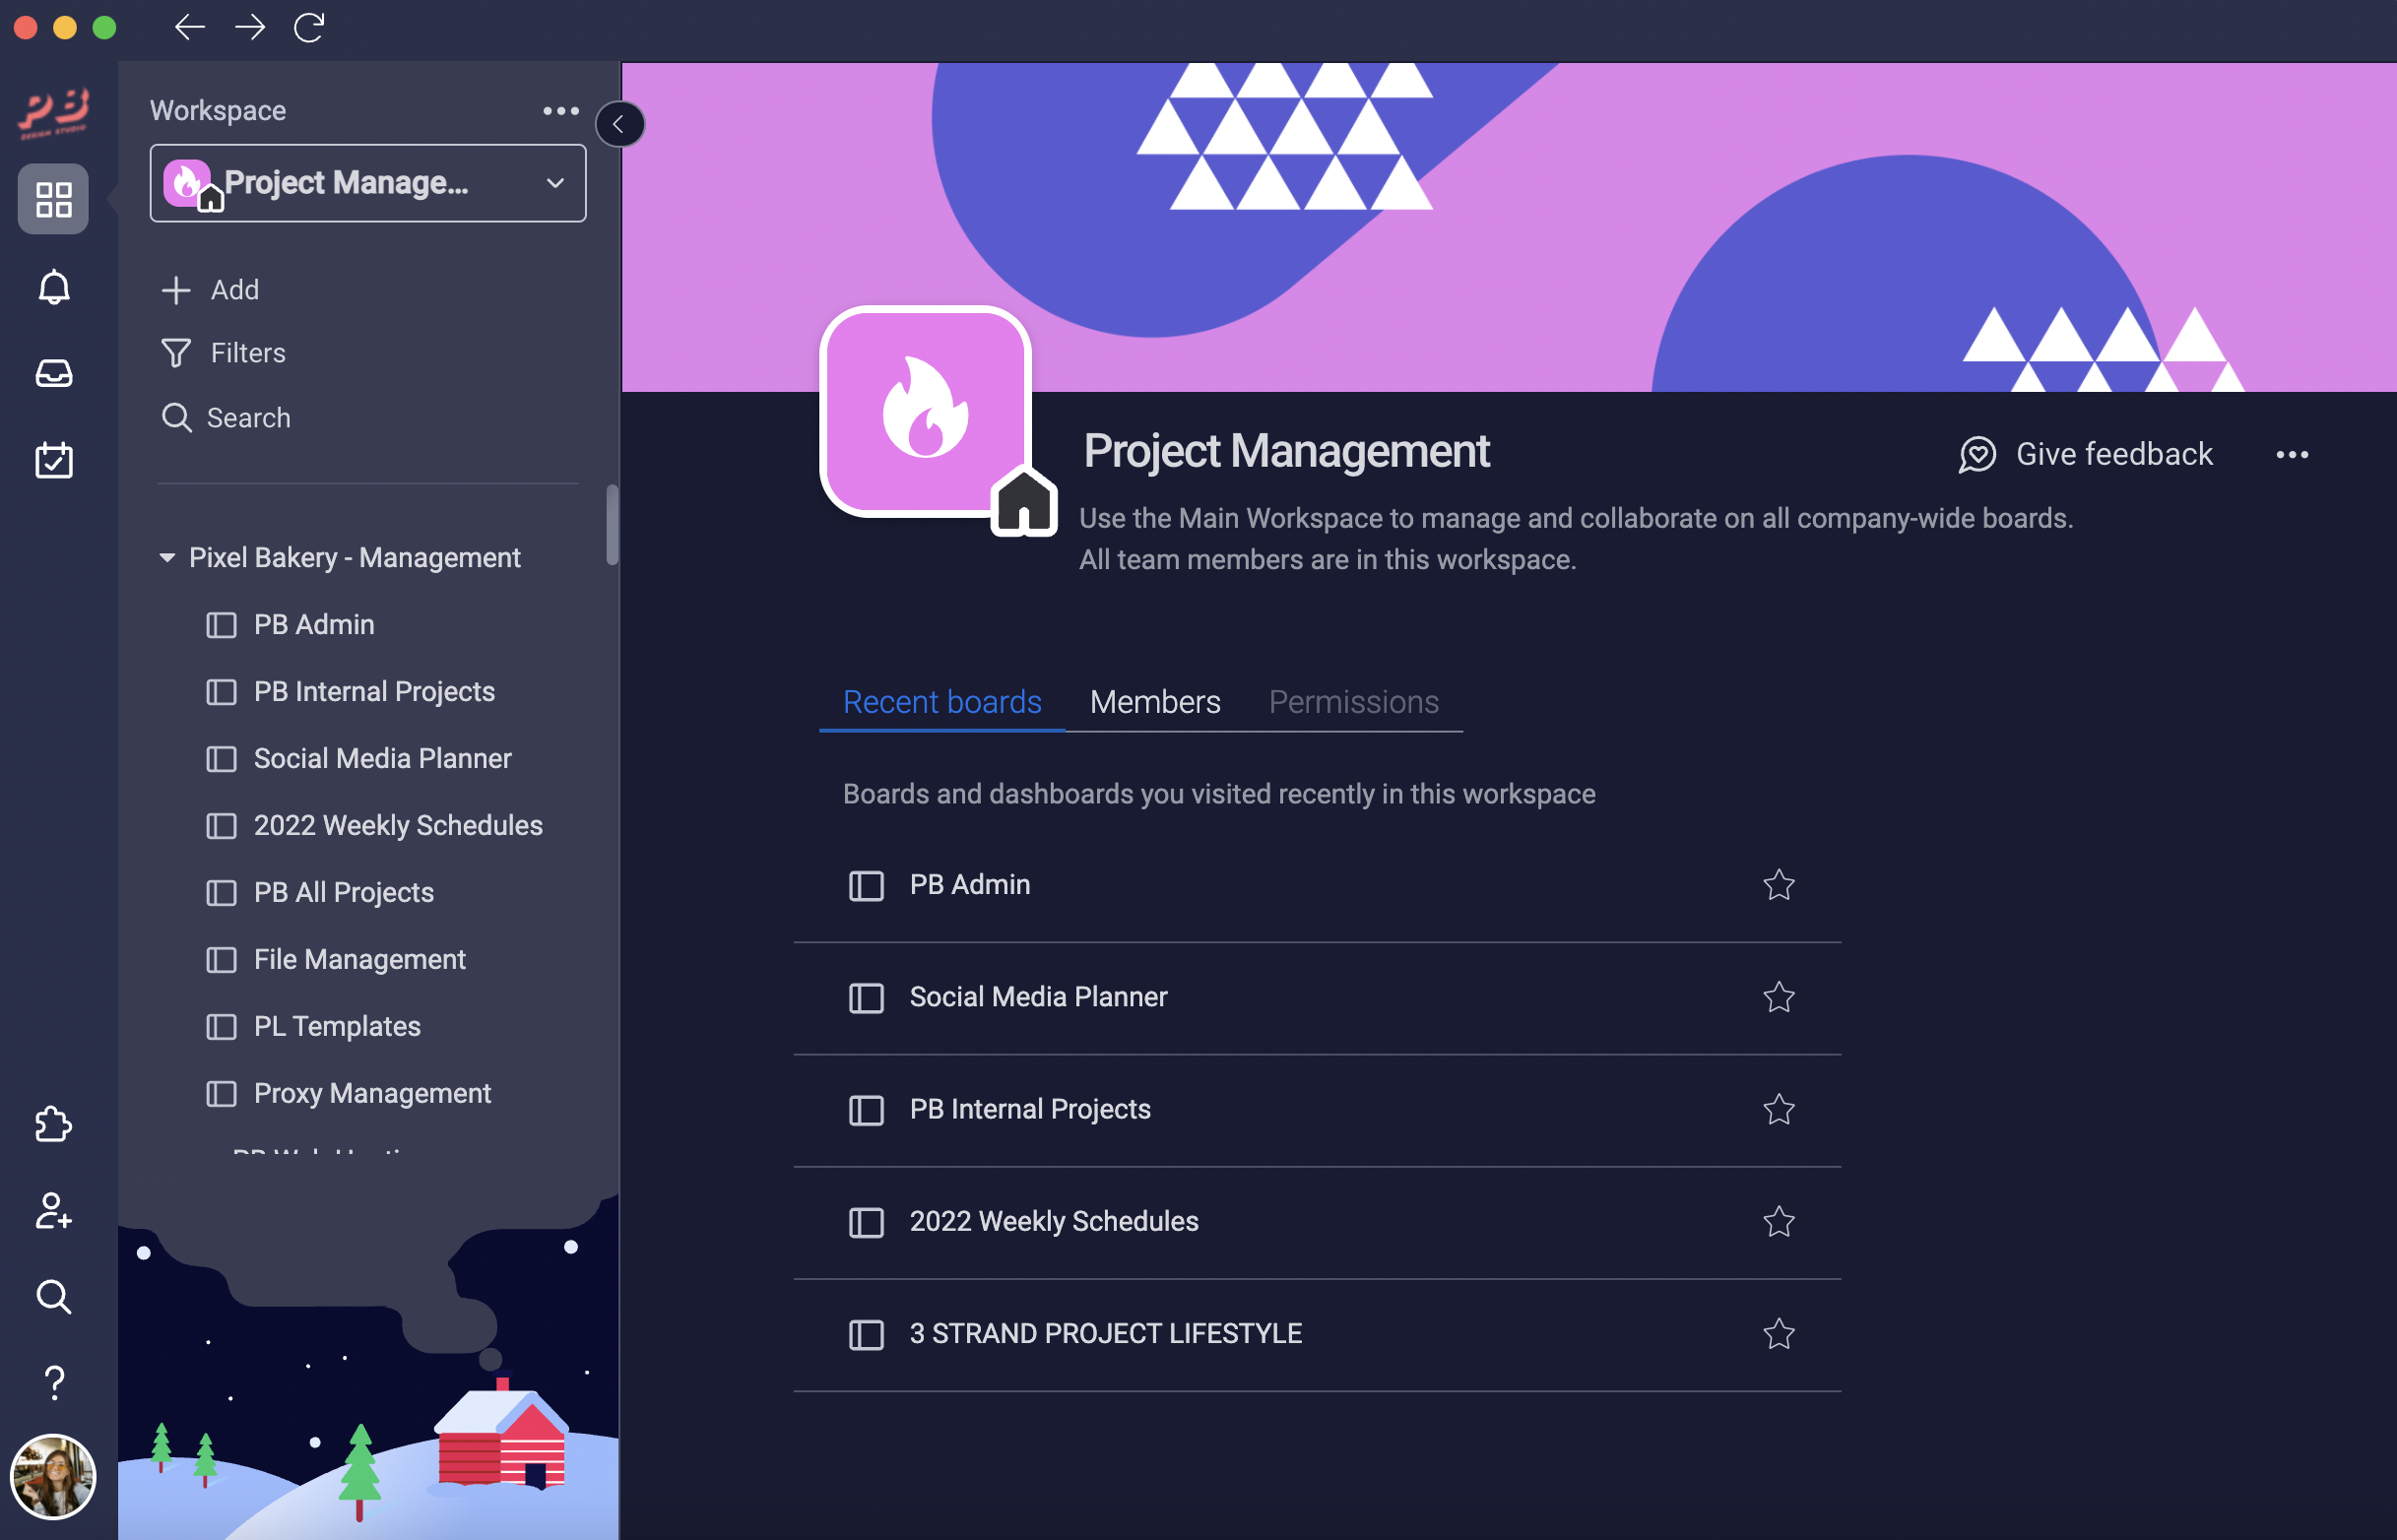 PB
DESIGN STUDIO
Workspace
Project Manage...
Add
Filters
Search
Pixel Bakery - Management
PB Admin
PB Internal Projects
Social Media Planner
2022 Weekly Schedules
PB All Projects
File Management
PL Templates
Proxy Management
Project Management
Give feedback
Use the Main Workspace to manage and collaborate on all company-wide boards.
All team members are in this workspace.
Recent boards Members Permissions
Boards and dashboards you visited recently in this workspace
PB Admin
Social Media Planner
PB Internal Projects
2022 Weekly Schedules
3 STRAND PROJECT LIFESTYLE